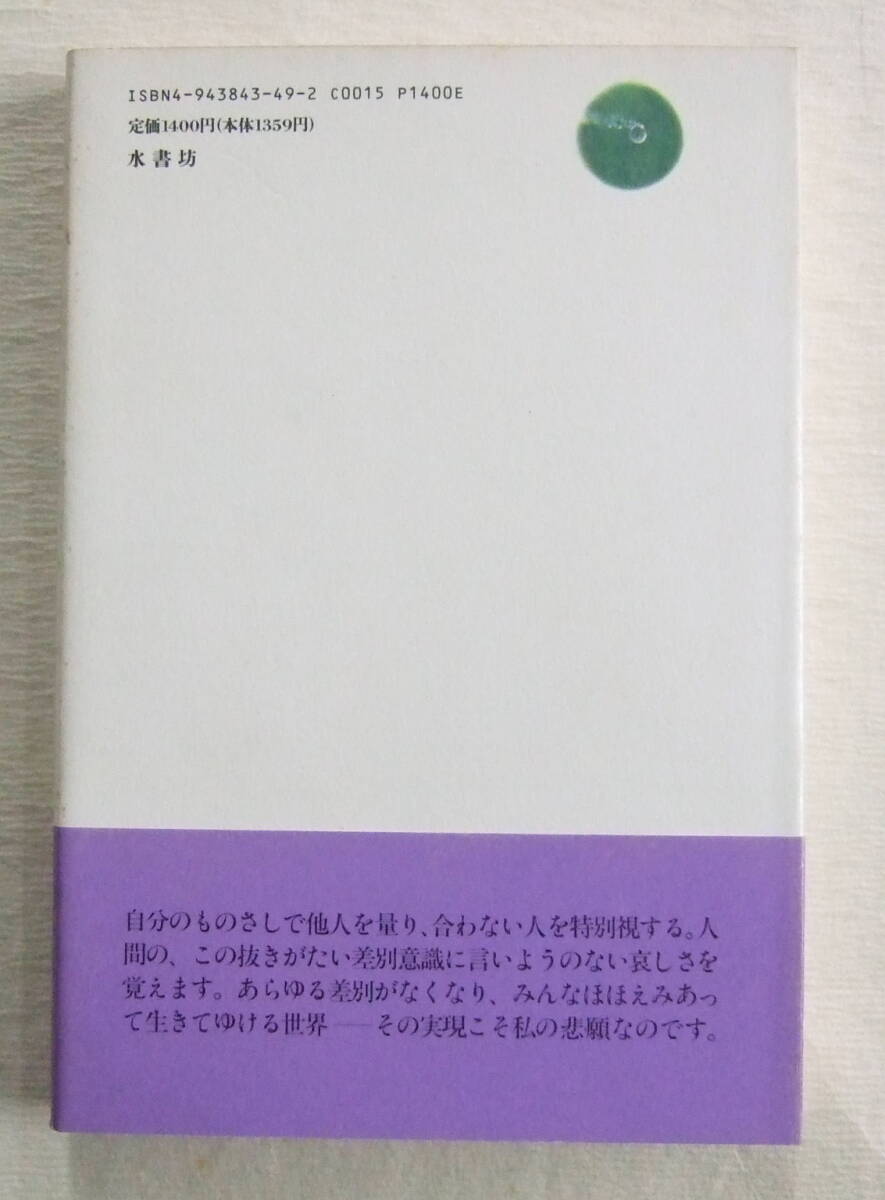 ISBN4-943843-49-2 C0015 P1400E
定価1400円(本体1359円)
水書坊
自分のものさしで他人を量り、合わない人を特別視する。人
間の、この抜きがたい差別意識に言いようのない哀しさを
覚えます。あらゆる差別がなくなり、みんなほほえみあっ
て生きてゆける世界――その実現こそ私の悲願なのです。